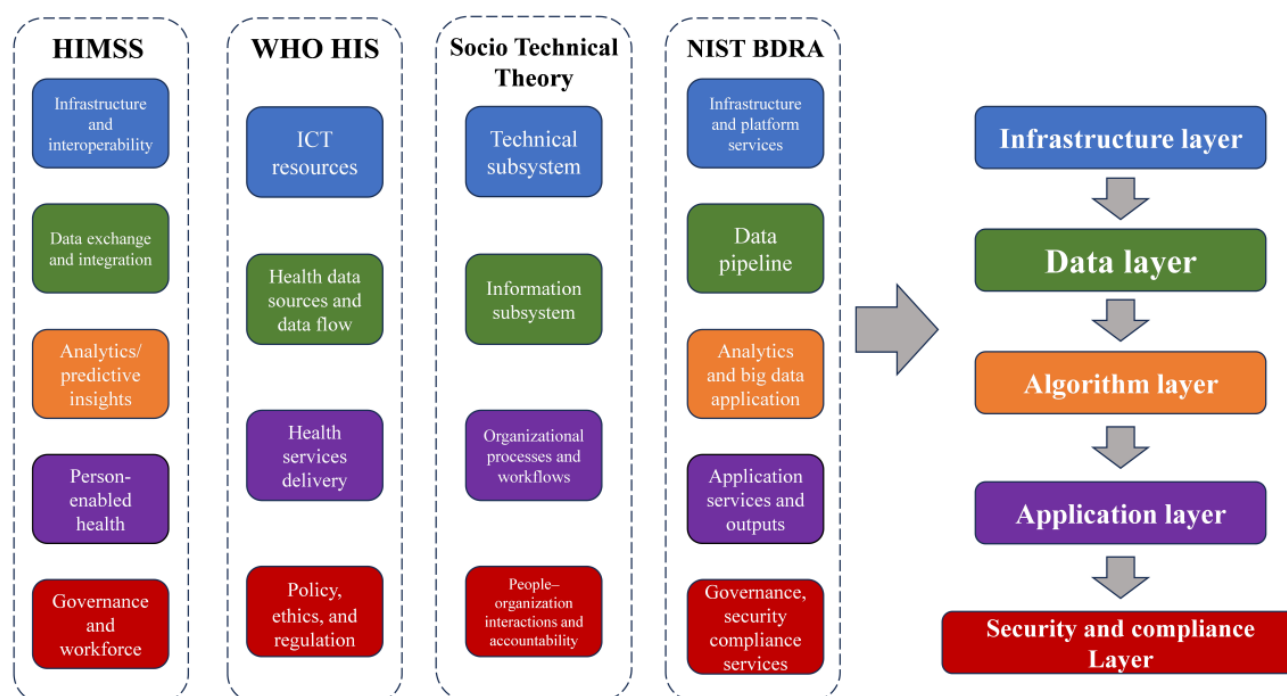 HIMSS
Infrastructure
and
interoperability
Data exchange
and integration
Analytics/
predictive
insights
Person-
enabled
health
Governance
and
workforce
WHO HIS
ICT
resources
Health data
sources and
data flow
Health
services
delivery
Policy,
ethics, and
regulation
Socio Technical
Theory
Technical
subsystem
Information
subsystem
Organizational
processes and
workflows
People–
organization
interactions and
accountability
NIST BDRA
Infrastructure
and platform
services
Data
pipeline
Analytics
and big data
application
Application
services and
outputs
Governance,
security
compliance
services
Infrastructure layer
Data layer
Algorithm layer
Application layer
Security and compliance
Layer